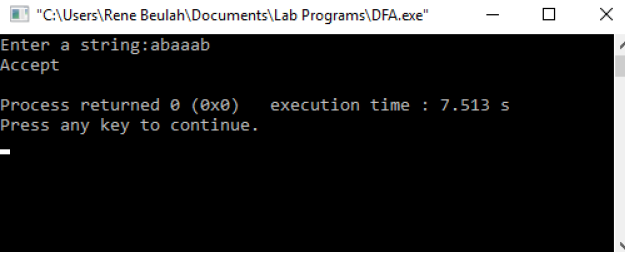 "C:\Users\Rene Beulah\Documents\Lab Programs\DFA.exe"
Enter a string:abaaab
Accept
Process returned 0 (0x0)   execution time : 7.513 s
Press any key to continue.